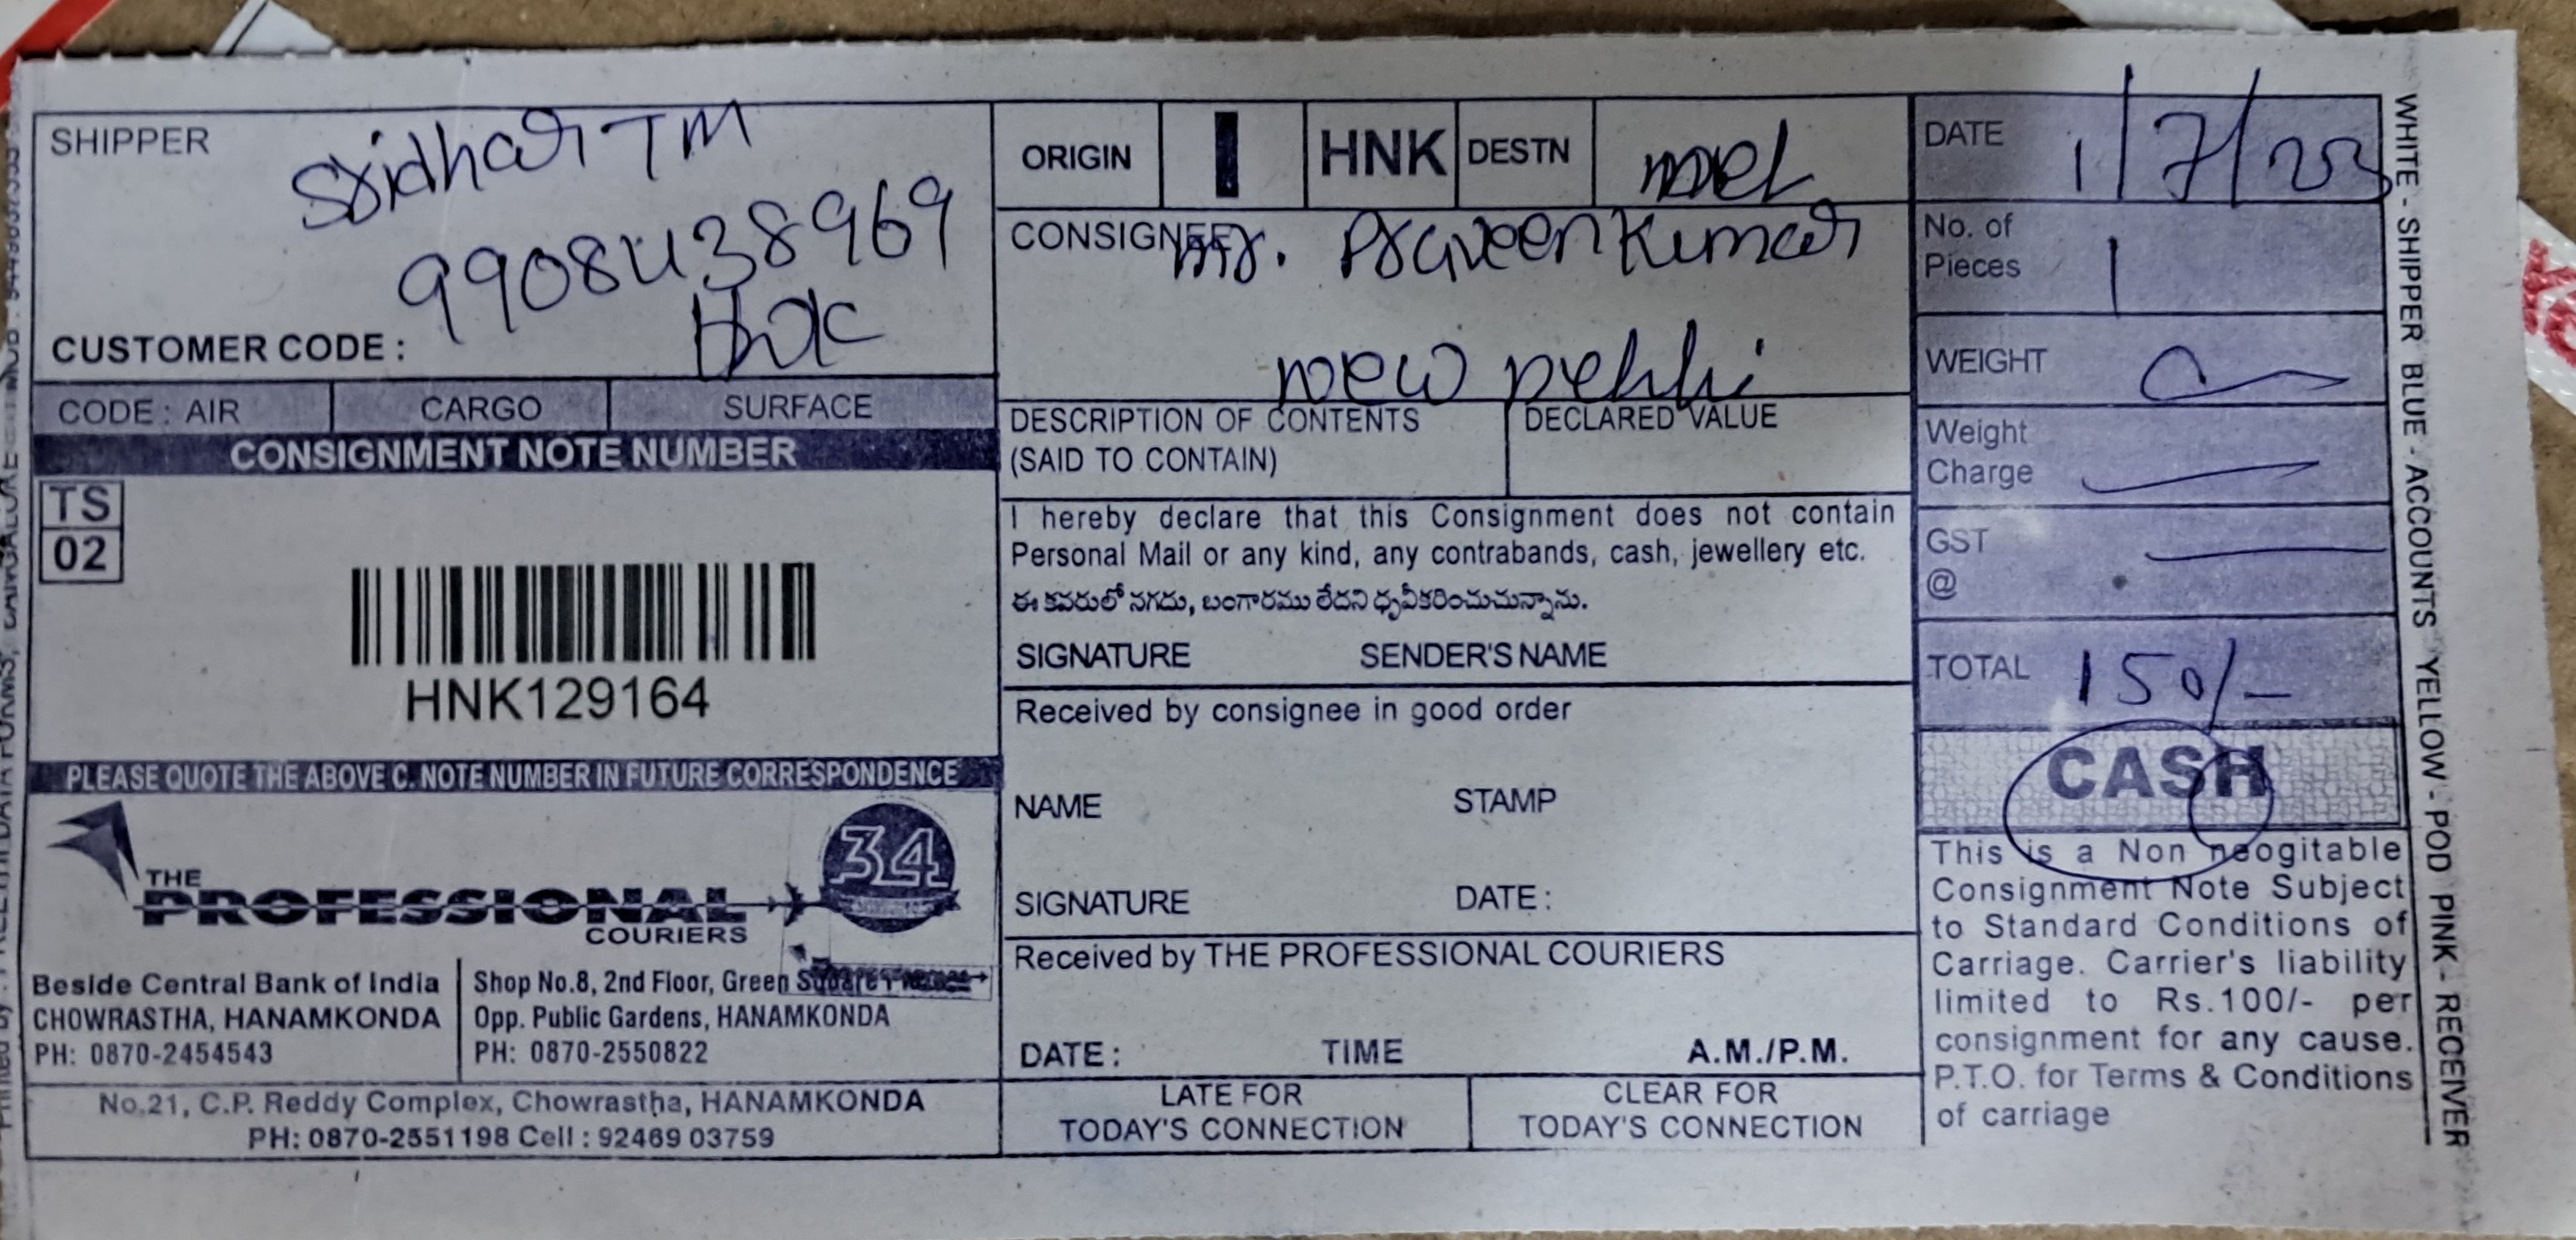 SHIPPER
Sridhar TM
9908438969
HNK
CUSTOMER CODE :
CODE : AIR CARGO SURFACE
CONSIGNMENT NOTE NUMBER
TS
02
HNK129164
PLEASE QUOTE THE ABOVE C. NOTE NUMBER IN FUTURE CORRESPONDENCE
THE
PROFESSIONAL
COURIERS
34
Beside Central Bank of India
CHOWRASTHA, HANAMKONDA
PH: 0870-2454543
Shop No.8, 2nd Floor, Green Square
Opp. Public Gardens, HANAMKONDA
PH: 0870-2550822
No.21, C.P. Reddy Complex, Chowrastha, HANAMKONDA
PH: 0870-2551198 Cell : 92469 03759
ORIGIN HNK DESTN
CONSIGNEE Mr. Praveen Kumar
New Delhi
DESCRIPTION OF CONTENTS
(SAID TO CONTAIN)
DECLARED VALUE
I hereby declare that this Consignment does not contain
Personal Mail or any kind, any contrabands, cash, jewellery etc.
ఈ కవరులో నగదు, బంగారము లేదని ధృవీకరించుచున్నాను.
SIGNATURE SENDER'S NAME
Received by consignee in good order
NAME STAMP
SIGNATURE DATE :
Received by THE PROFESSIONAL COURIERS
DATE : TIME A.M./P.M.
LATE FOR
TODAY'S CONNECTION
CLEAR FOR
TODAY'S CONNECTION
DATE 1/7/23
No. of
Pieces 1
WEIGHT
Weight
Charge
GST
@
TOTAL 150/-
CASH
This is a Non neogitable
Consignment Note Subject
to Standard Conditions of
Carriage. Carrier's liability
limited to Rs.100/- per
consignment for any cause.
P.T.O. for Terms & Conditions
of carriage
WHITE - SHIPPER BLUE - ACCOUNTS YELLOW - POD PINK - RECEIVER